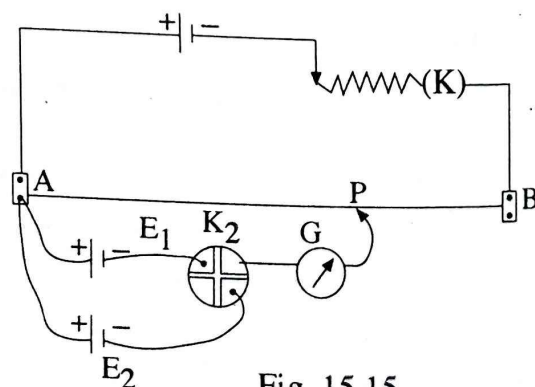 + −
(K)
A
P
B
E1 K2 G
+ −
+ −
E2
Fig. 15.15